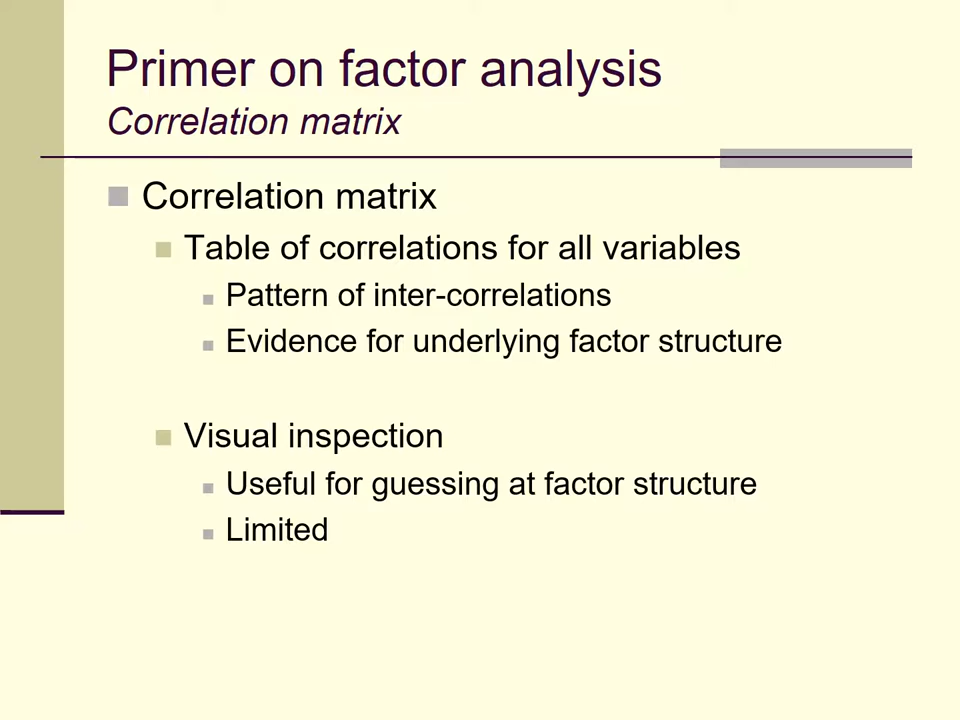 Primer on factor analysis
Correlation matrix
Correlation matrix
Table of correlations for all variables
Pattern of inter-correlations
Evidence for underlying factor structure
Visual inspection
Useful for guessing at factor structure
Limited